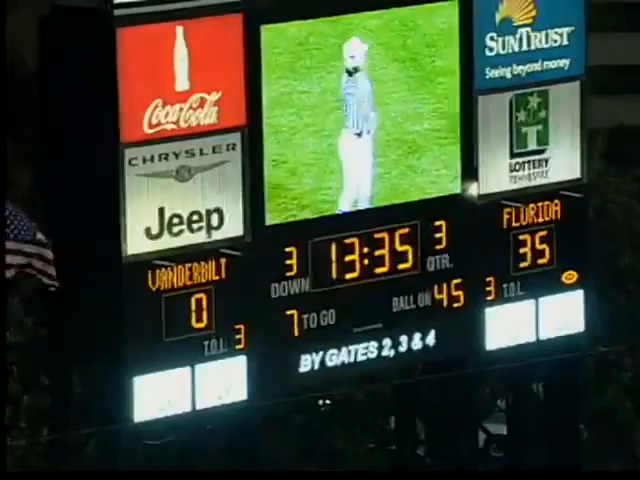 Coca-Cola
SUNTRUST
Seeing beyond money
CHRYSLER
Jeep
LOTTERY
TENNESSEE
VANDERBILT
0
T.O.L. 3
3
DOWN
13:35
3
QTR.
FLORIDA
35
7 TO GO
BALL ON 45
3 T.O.L.
BY GATES 2, 3 & 4